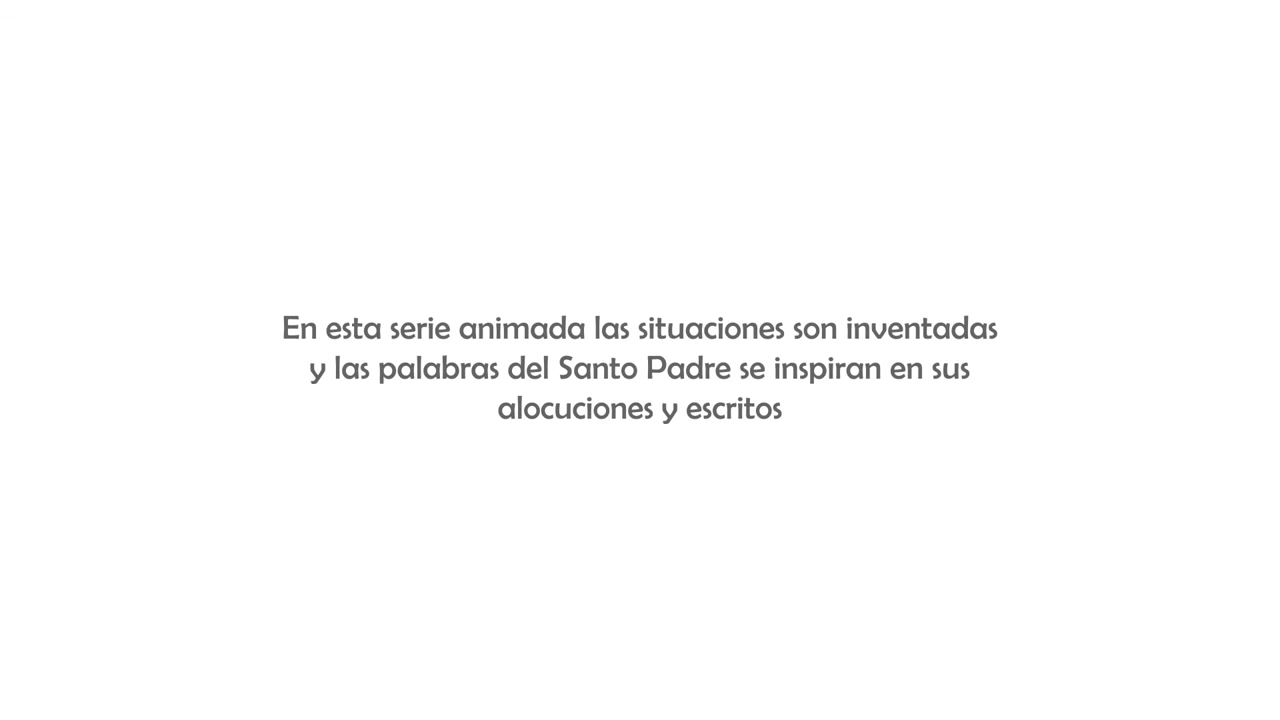 En esta serie animada las situaciones son inventadas
y las palabras del Santo Padre se inspiran en sus
alocuciones y escritos